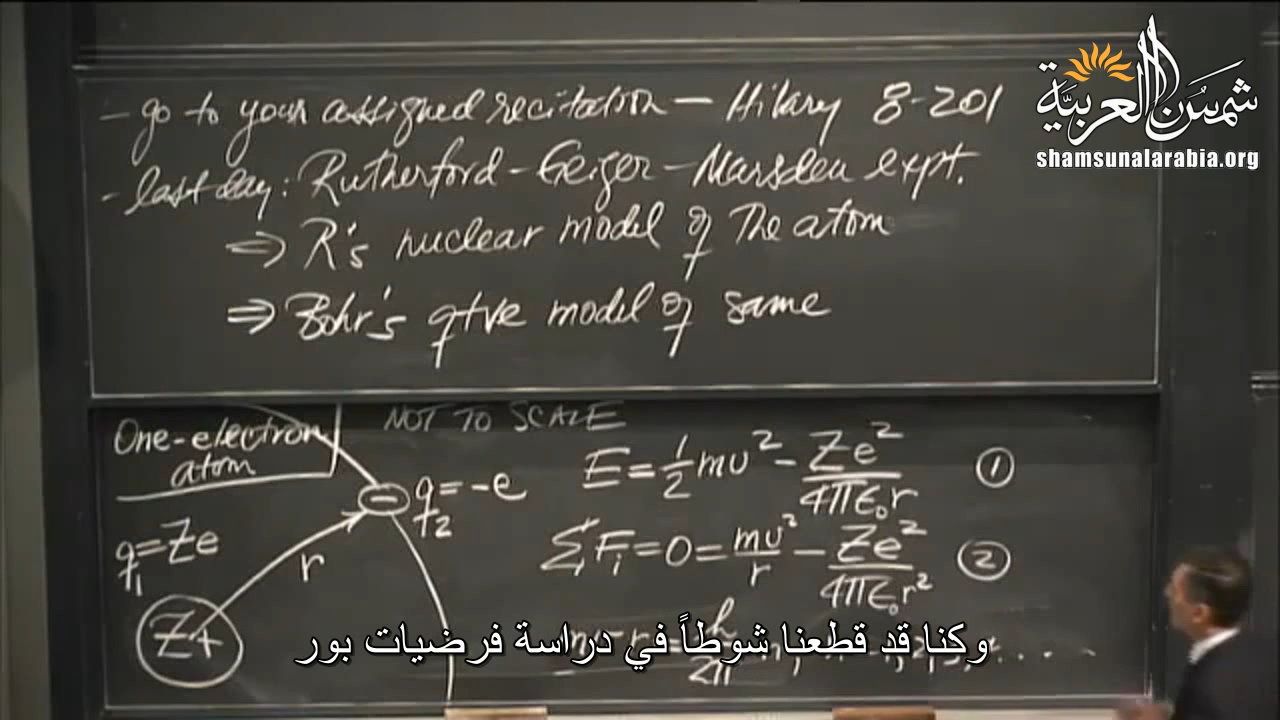 شمس العربية
shamsunalarabia.org
- go to your assigned recitation — Hilary 8-201
- last day: Rutherford-Geiger-Marsden expt.
⇒ R's nuclear model of the atom
⇒ Bohr's qtve model of same
One-electron atom
NOT TO SCALE
q₁=Ze
Z+
r
-
q₂=-e
E=½mv²-Ze²/4πε₀r ①
ΣFᵢ=0=mv²/r-Ze²/4πε₀r² ②
وكنا قد قطعنا شوطاً في دراسة فرضيات بور